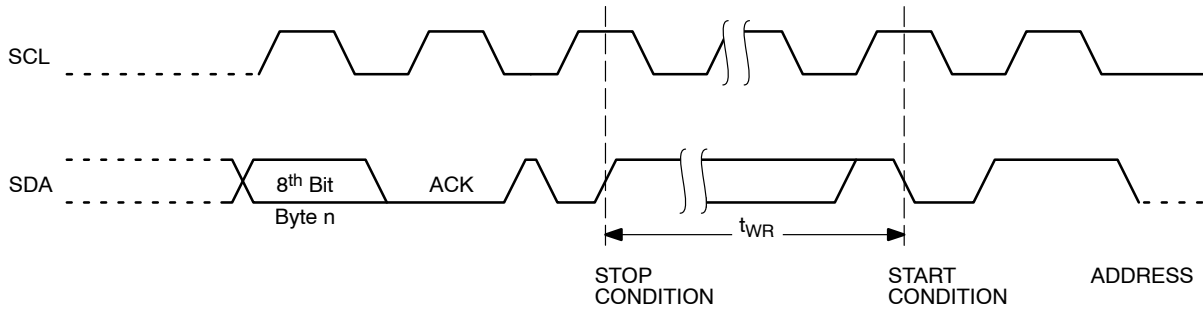 SCL
SDA
8th Bit
Byte n
ACK
tWR
STOP
CONDITION
START
CONDITION
ADDRESS